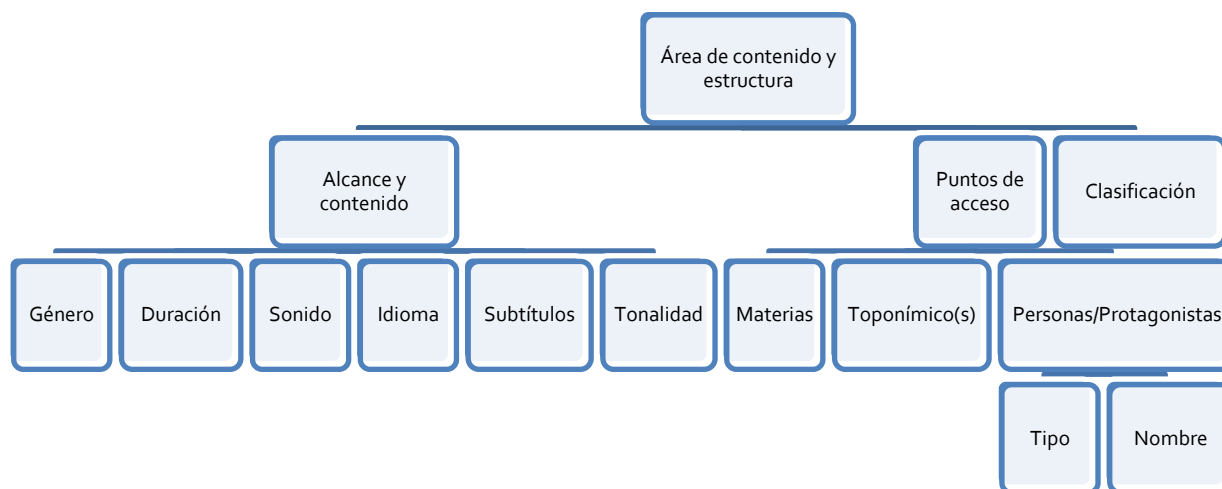 Área de contenido y
estructura
Alcance y
contenido
Puntos de
acceso
Clasificación
Género
Duración
Sonido
Idioma
Subtítulos
Tonalidad
Materias
Toponímico(s)
Personas/Protagonistas
Tipo
Nombre